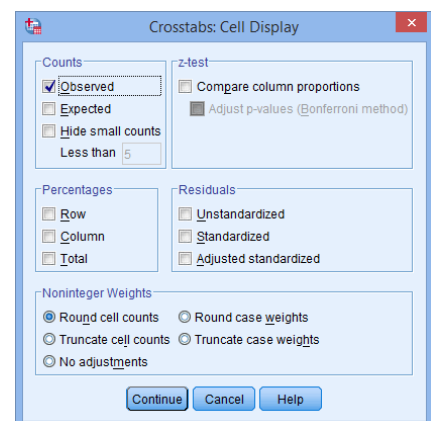 Crosstabs: Cell Display
Counts
Observed
Expected
Hide small counts
Less than 5
z-test
Compare column proportions
Adjust p-values (Bonferroni method)
Percentages
Row
Column
Total
Residuals
Unstandardized
Standardized
Adjusted standardized
Noninteger Weights
Round cell counts Round case weights
Truncate cell counts Truncate case weights
No adjustments
Continue Cancel Help